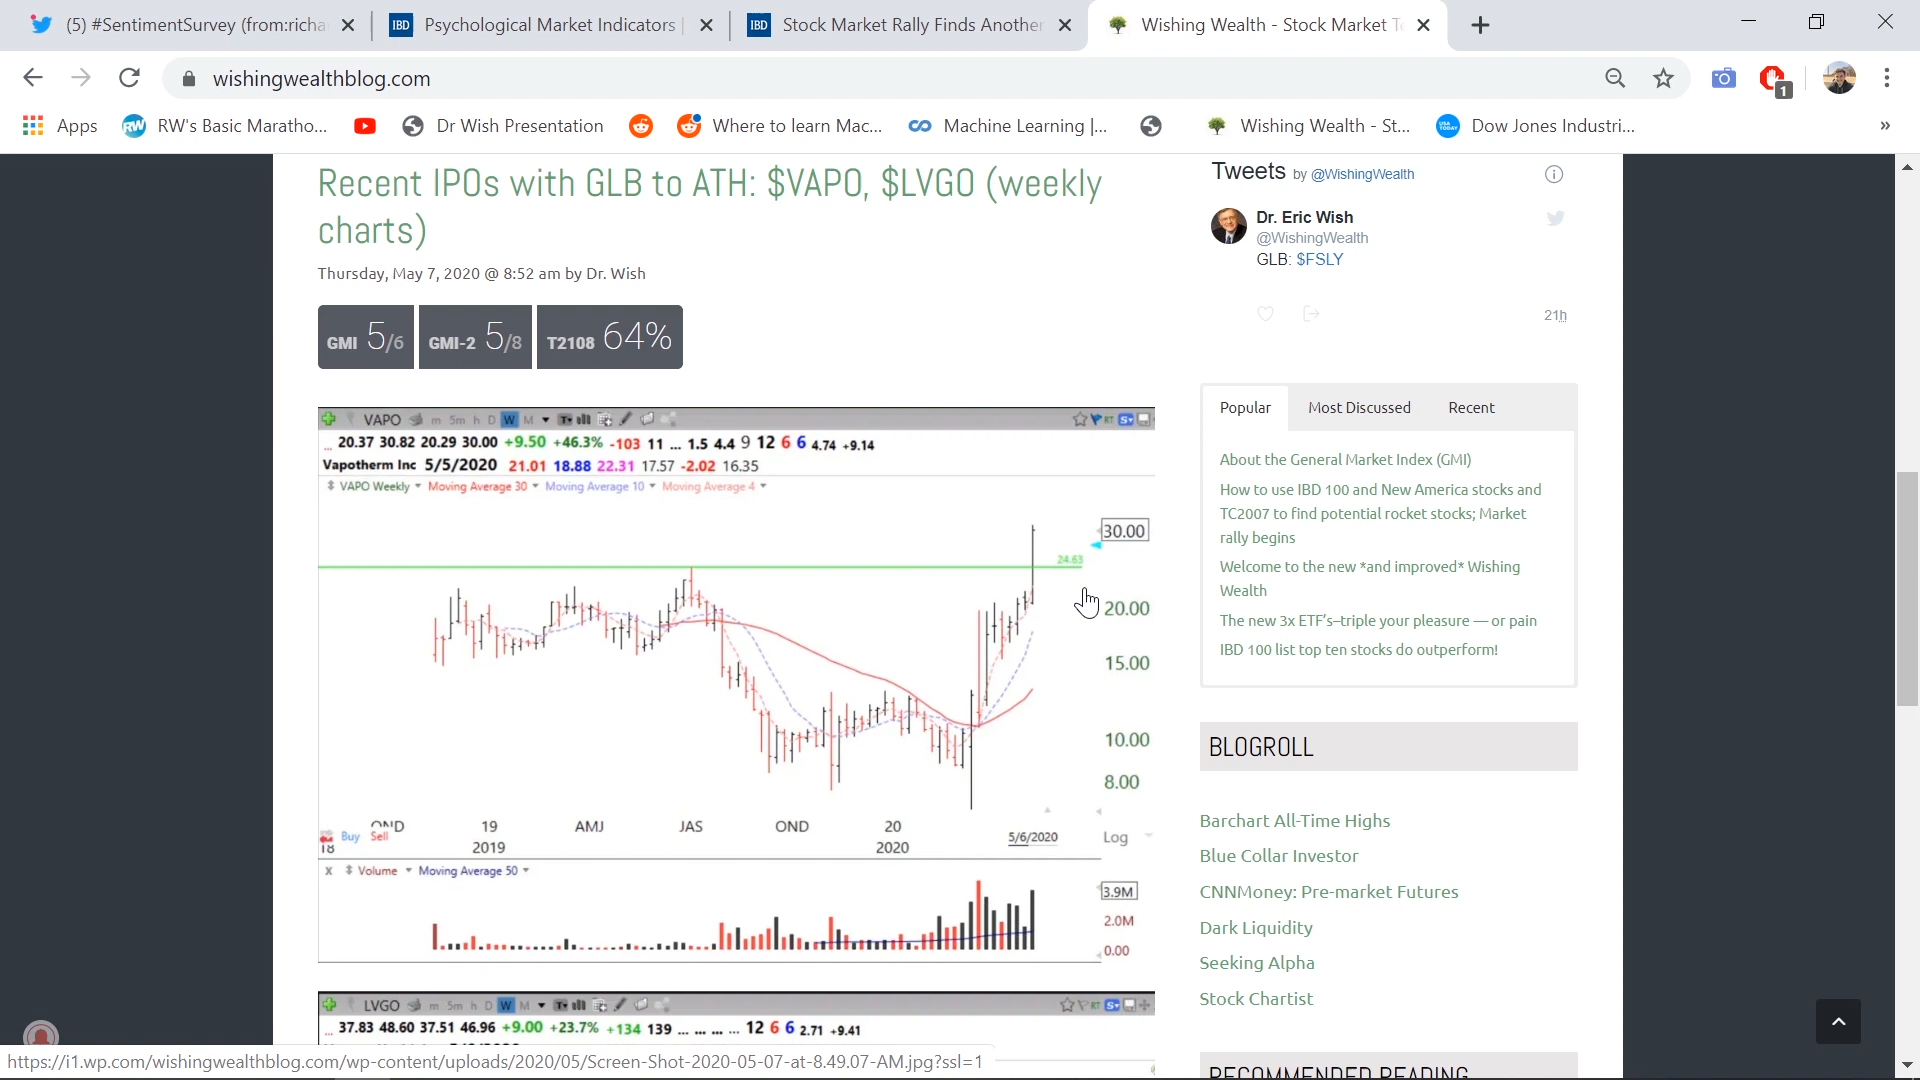 (5) #SentimentSurvey (from:richa
IBD Psychological Market Indicators |
IBD Stock Market Rally Finds Another
Wishing Wealth - Stock Market Te
wishingwealthblog.com
1
Apps
RW RW's Basic Maratho...
Dr Wish Presentation
Where to learn Mac...
Machine Learning |...
Wishing Wealth - St...
Dow Jones Industri...
»
Recent IPOs with GLB to ATH: $VAPO, $LVGO (weekly
charts)
Thursday, May 7, 2020 @ 8:52 am by Dr. Wish
GMI 5/6 GMI-2 5/8 T2108 64%
VAPO m 5m h D W M
RT
... 20.37 30.82 20.29 30.00 +9.50 +46.3% -103 11 ... 1.5 4.4 9 12 6 6 4.74 +9.14
Vapotherm Inc 5/5/2020 21.01 18.88 22.31 17.57 -2.02 16.35
VAPO Weekly Moving Average 30 Moving Average 10 Moving Average 4
30.00
24.63
20.00
15.00
10.00
8.00
OND 19 AMJ JAS OND 20
Buy Sell
18 2019 2020 5/6/2020 Log
X Volume Moving Average 50
3.9M
2.0M
0.00
LVGO m 5m h D W M
RT
... 37.83 48.60 37.51 46.96 +9.00 +23.7% +134 139 ... ... ... ... 12 6 6 2.71 +9.41
Tweets by @WishingWealth
Dr. Eric Wish
@WishingWealth
GLB: $FSLY
21h
Popular Most Discussed Recent
About the General Market Index (GMI)
How to use IBD 100 and New America stocks and
TC2007 to find potential rocket stocks; Market
rally begins
Welcome to the new *and improved* Wishing
Wealth
The new 3x ETF's–triple your pleasure — or pain
IBD 100 list top ten stocks do outperform!
BLOGROLL
Barchart All-Time Highs
Blue Collar Investor
CNNMoney: Pre-market Futures
Dark Liquidity
Seeking Alpha
Stock Chartist
RECOMMENDED READING
https://i1.wp.com/wishingwealthblog.com/wp-content/uploads/2020/05/Screen-Shot-2020-05-07-at-8.49.07-AM.jpg?ssl=1